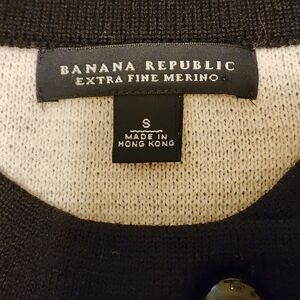 BANANA REPUBLIC
EXTRA FINE MERINO
S
MADE IN
HONG KONG